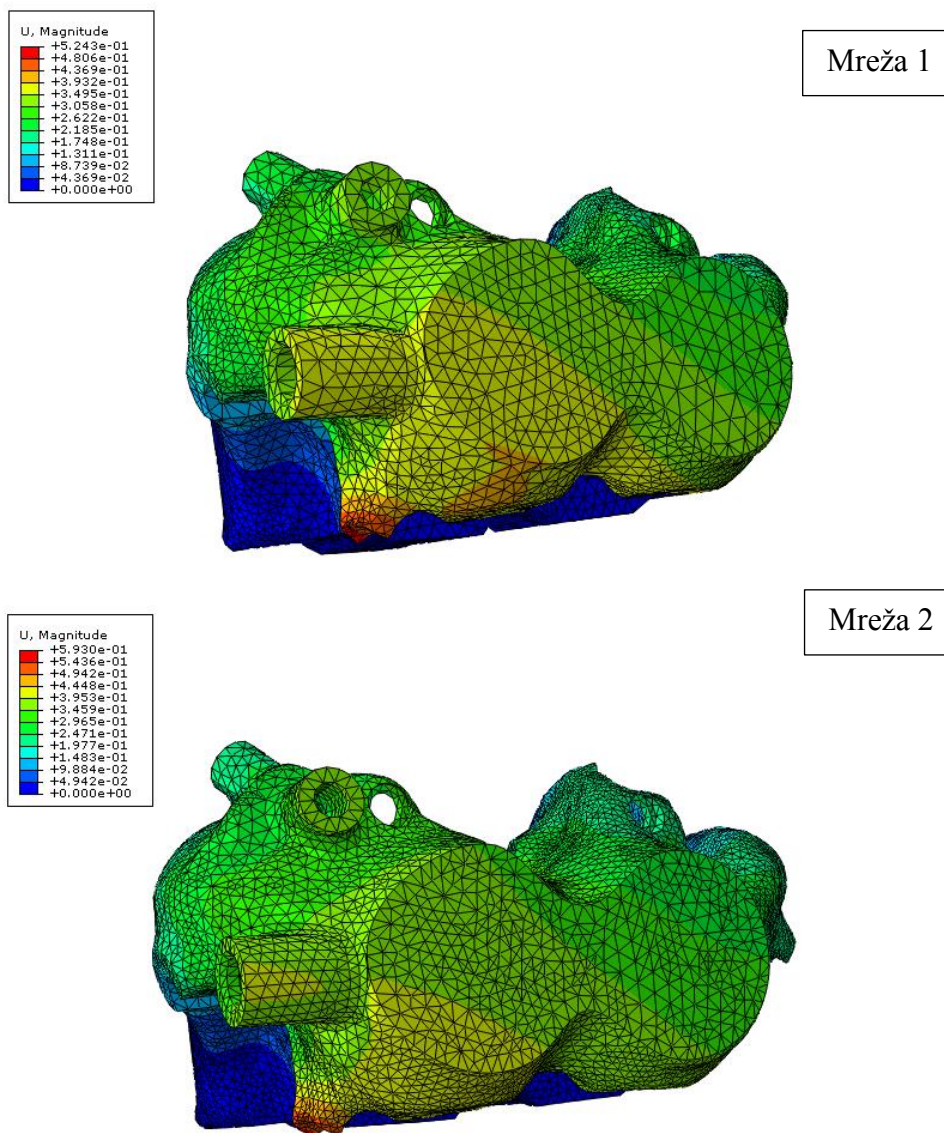 U, Magnitude
+5.243e-01
+4.806e-01
+4.369e-01
+3.932e-01
+3.495e-01
+3.058e-01
+2.622e-01
+2.185e-01
+1.748e-01
+1.311e-01
+8.739e-02
+4.369e-02
+0.000e+00
Mreža 1
U, Magnitude
+5.930e-01
+5.436e-01
+4.942e-01
+4.448e-01
+3.953e-01
+3.459e-01
+2.965e-01
+2.471e-01
+1.977e-01
+1.483e-01
+9.884e-02
+4.942e-02
+0.000e+00
Mreža 2